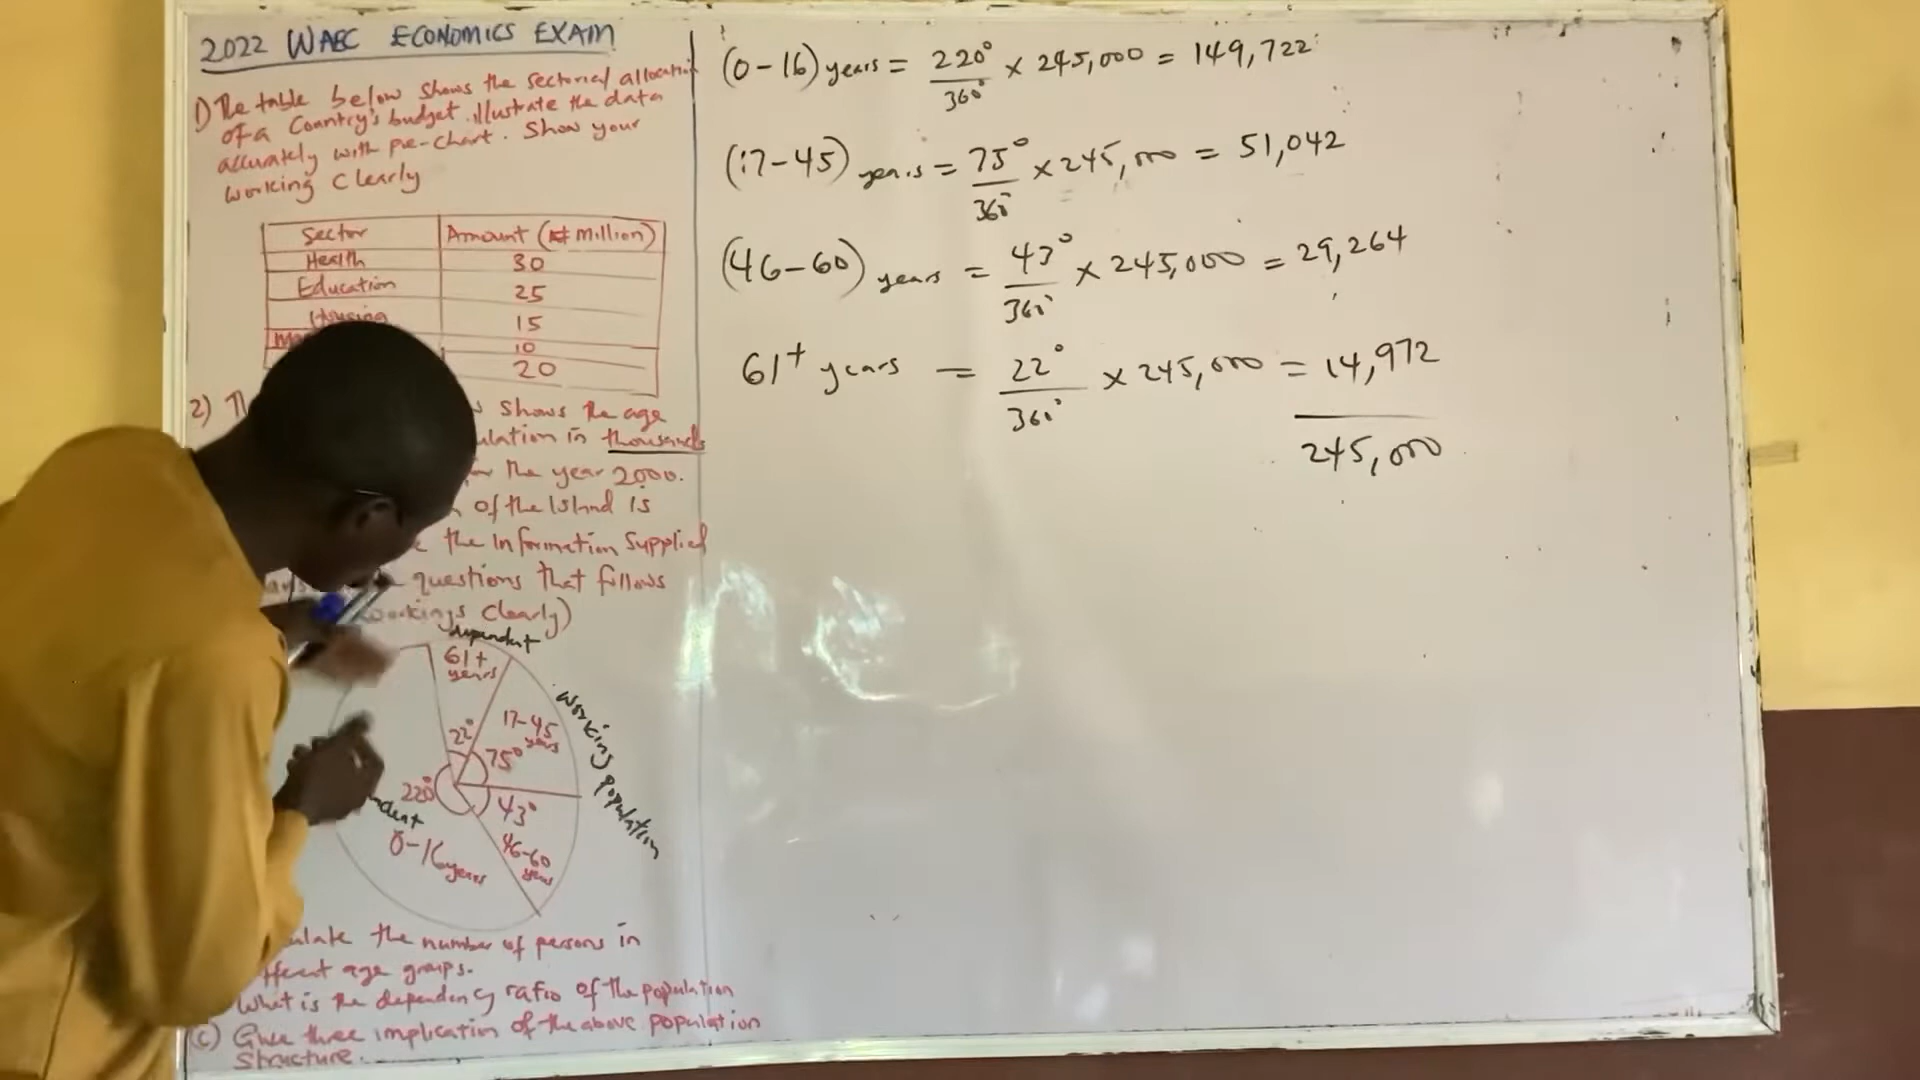 2022 WAEC ECONOMICS EXAM
1) The table below shows the sectorial allocation
of a Country's budget. illustrate the data
accurately with pie-chart. Show your
working clearly
Sector Amount (₦ Million)
Health 30
Education 25
Housing 15
10
20
2) shows the age
in thousands
the year 2000.
of the Island is
the Information Supplied
questions that follows
workings clearly)
dependent
61+
years
working population
17-45
years
22°
75°
220°
43°
0-16 years
46-60
years
the number of persons in
age groups.
What is the dependency ratio of the population
c) Give three implication of the above population
structure.
(0-16) years = 220°/360° × 245,000 = 149,722
(17-45) years = 75°/360° × 245,000 = 51,042
(46-60) years = 43°/360° × 245,000 = 29,264
61+ years = 22°/360° × 245,000 = 14,972
245,000